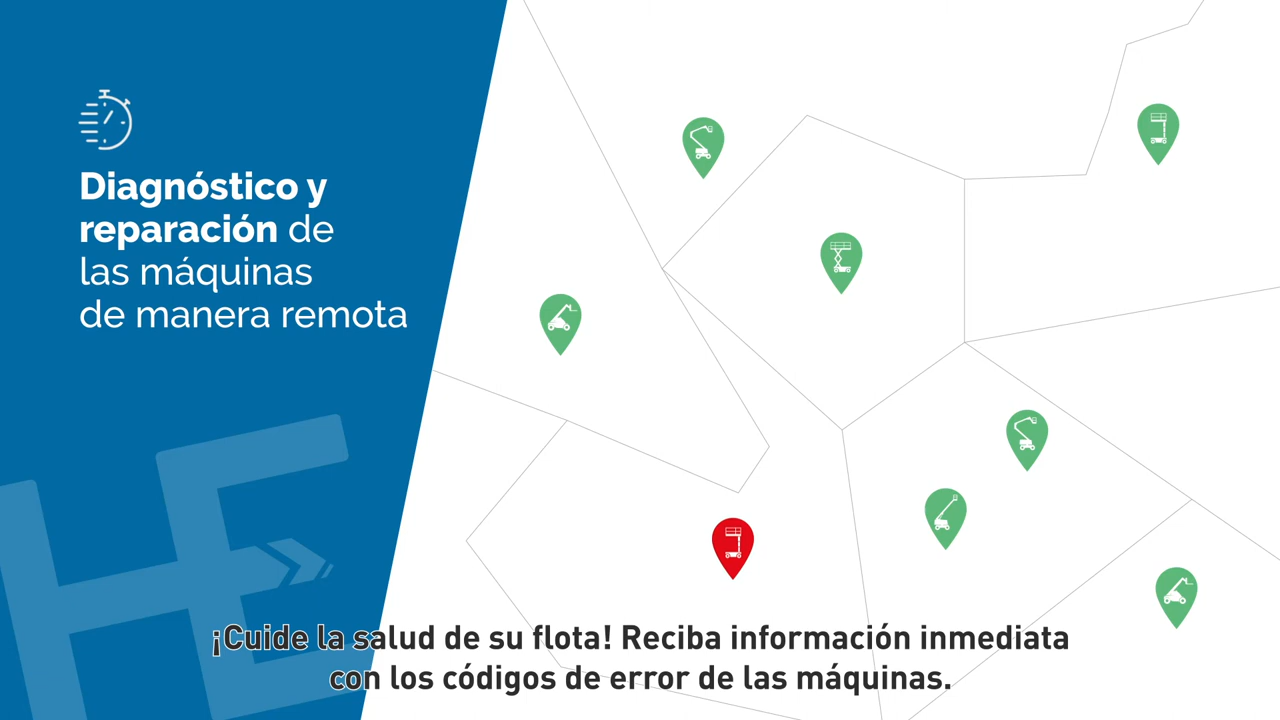 Diagnóstico y
reparación de
las máquinas
de manera remota
HE
¡Cuide la salud de su flota! Reciba información inmediata
con los códigos de error de las máquinas.